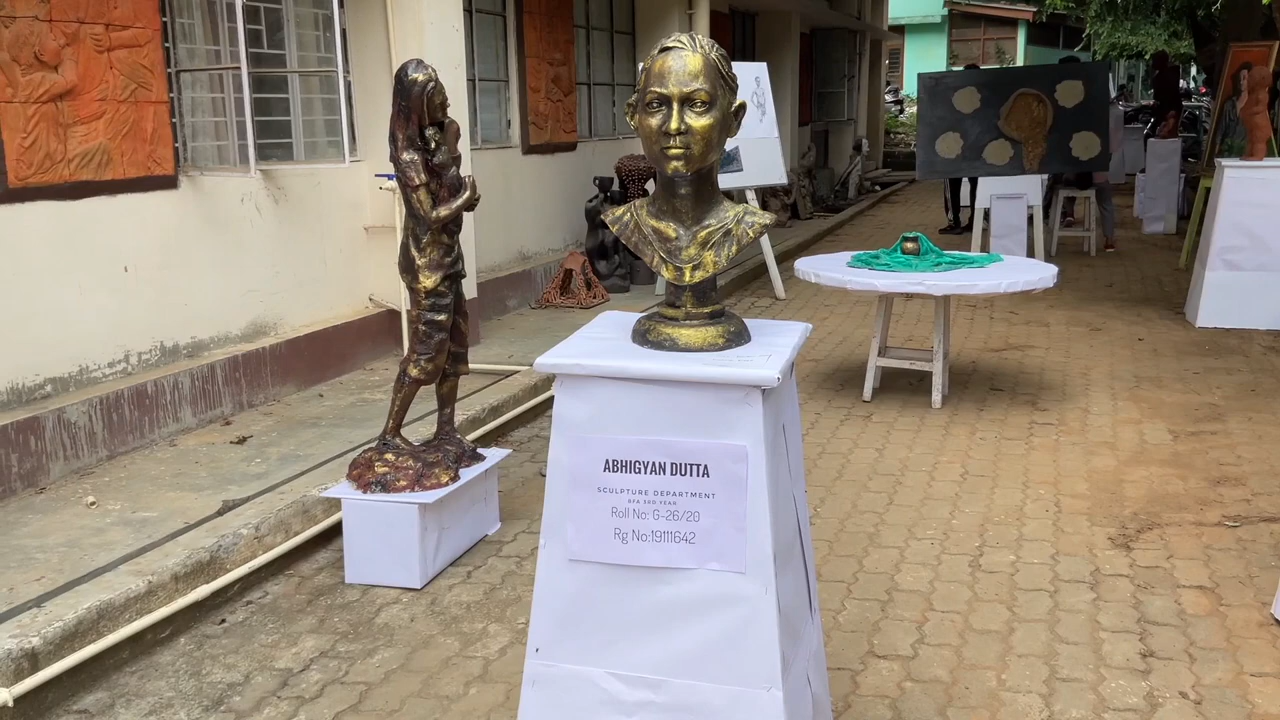 ABHIGYAN DUTTA
SCULPTURE DEPARTMENT
BFA 3RD YEAR
Roll No: G-26/20
Rg No:19111642